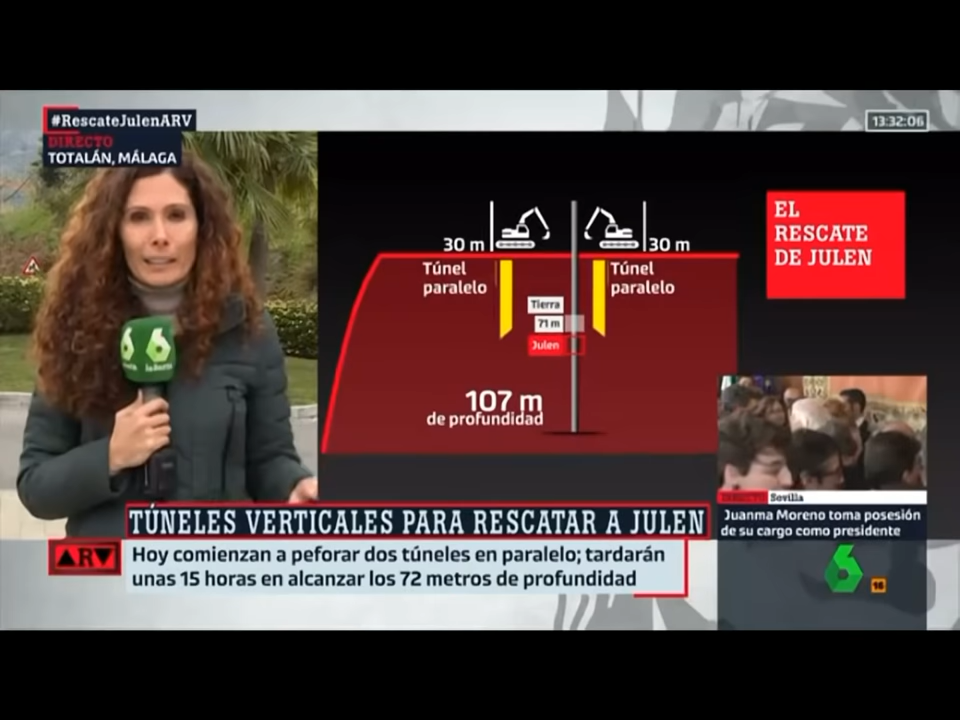 #RescateJulenARV
DIRECTO
TOTALÁN, MÁLAGA
13:32:06
EL
RESCATE
DE JULEN
30 m
30 m
Túnel
paralelo
Túnel
paralelo
Tierra
71 m
Julen
107 m
de profundidad
6 6
laSexta
DIRECTO Sevilla
Juanma Moreno toma posesión
de su cargo como presidente
TÚNELES VERTICALES PARA RESCATAR A JULEN
ARV
Hoy comienzan a peforar dos túneles en paralelo; tardarán
unas 15 horas en alcanzar los 72 metros de profundidad
6
16